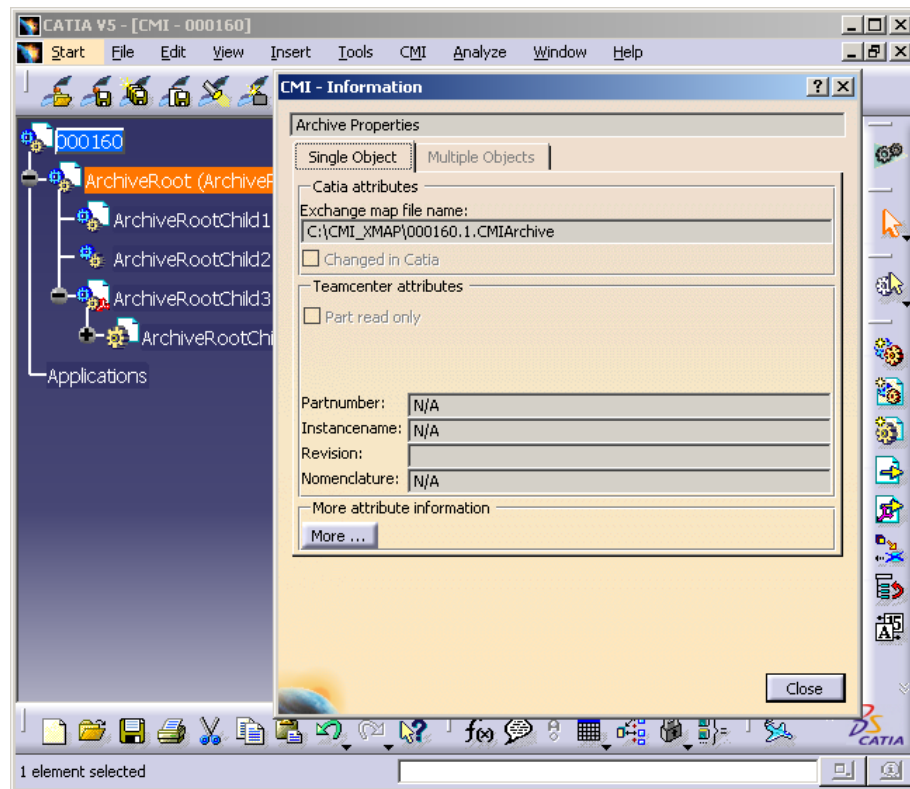 CATIA V5 - [CMI - 000160]
Start File Edit View Insert Tools CMI Analyze Window Help
CMI - Information
Archive Properties
Single Object Multiple Objects
Catia attributes
Exchange map file name:
C:\CMI_XMAP\000160.1.CMIArchive
Changed in Catia
Teamcenter attributes
Part read only
Partnumber: N/A
Instancename: N/A
Revision:
Nomenclature: N/A
More attribute information
More ...
Close
000160
ArchiveRoot (ArchiveR
ArchiveRootChild1
ArchiveRootChild2
ArchiveRootChild3
ArchiveRootChi
Applications
f(x)
CATIA
1 element selected